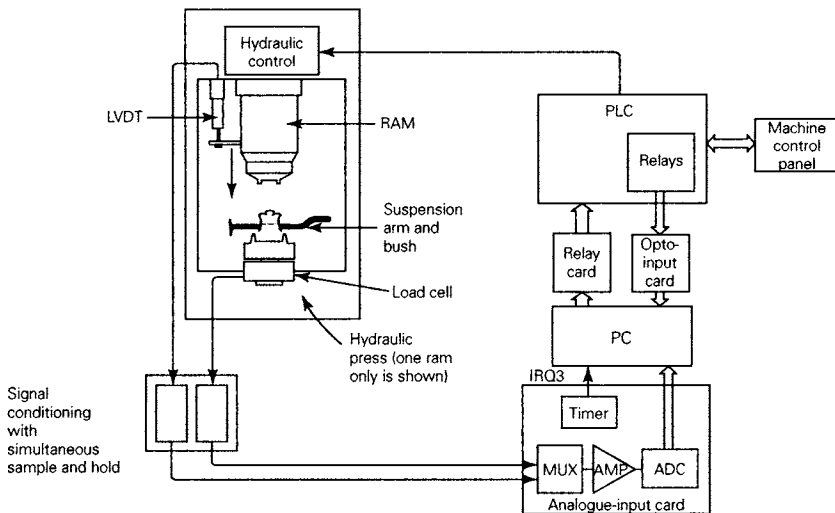 Hydraulic
control
LVDT
RAM
PLC
Relays
Machine
control
panel
Suspension
arm and
bush
Relay
card
Opto-
input card
Load cell
Hydraulic
press (one ram
only is shown)
PC
Signal
conditioning
with
simultaneous
sample and hold
IRQ3
Timer
MUX
AMP
ADC
Analogue-input card